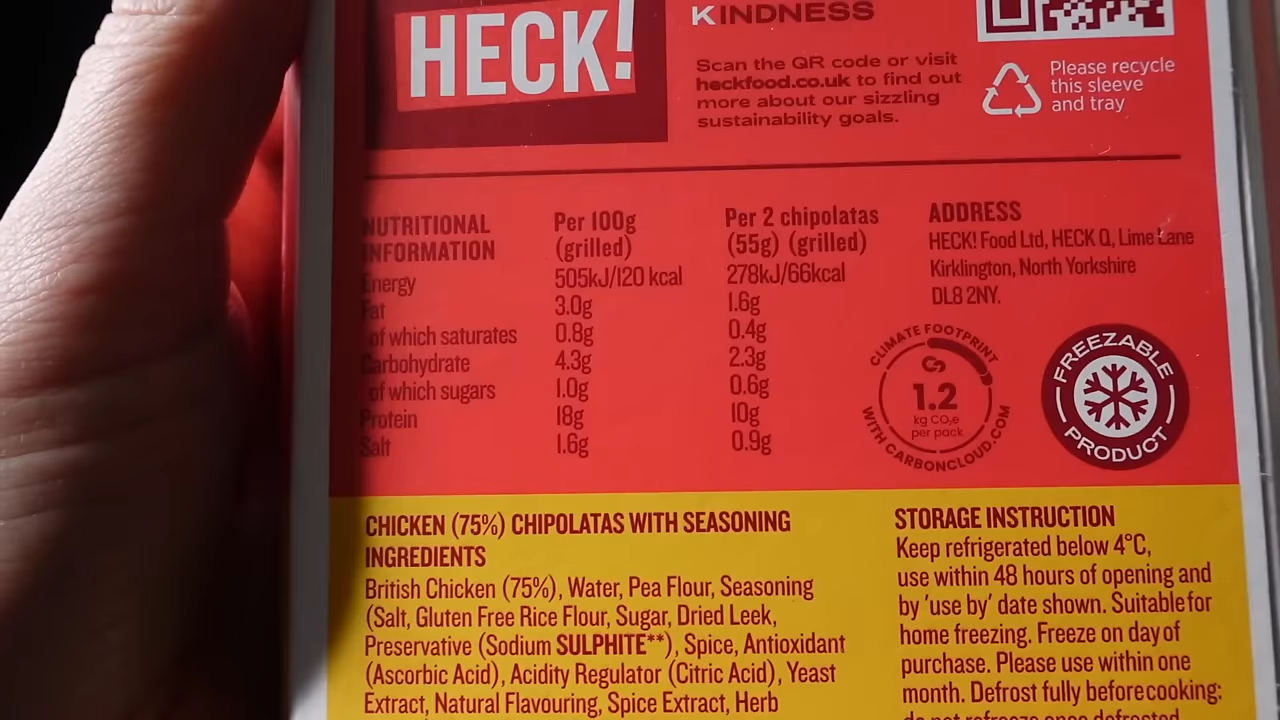 HECK!
KINDNESS
Scan the QR code or visit
heckfood.co.uk to find out
more about our sizzling
sustainability goals.
Please recycle
this sleeve
and tray
NUTRITIONAL
INFORMATION
Per 100g
(grilled)
Per 2 chipolatas
(55g) (grilled)
Energy 505kJ/120 kcal 278kJ/66kcal
Fat 3.0g 1.6g
of which saturates 0.8g 0.4g
Carbohydrate 4.3g 2.3g
of which sugars 1.0g 0.6g
Protein 18g 10g
Salt 1.6g 0.9g
ADDRESS
HECK! Food Ltd, HECK Q, Lime Lane
Kirklington, North Yorkshire
DL8 2NY.
CLIMATE FOOTPRINT
1.2
kg CO₂e
per pack
WITH CARBONCLOUD.COM
FREEZABLE
PRODUCT
CHICKEN (75%) CHIPOLATAS WITH SEASONING
INGREDIENTS
British Chicken (75%), Water, Pea Flour, Seasoning
(Salt, Gluten Free Rice Flour, Sugar, Dried Leek,
Preservative (Sodium SULPHITE**), Spice, Antioxidant
(Ascorbic Acid), Acidity Regulator (Citric Acid), Yeast
Extract, Natural Flavouring, Spice Extract, Herb
STORAGE INSTRUCTION
Keep refrigerated below 4°C,
use within 48 hours of opening and
by 'use by' date shown. Suitable for
home freezing. Freeze on day of
purchase. Please use within one
month. Defrost fully before cooking:
do not refreeze once defrosted